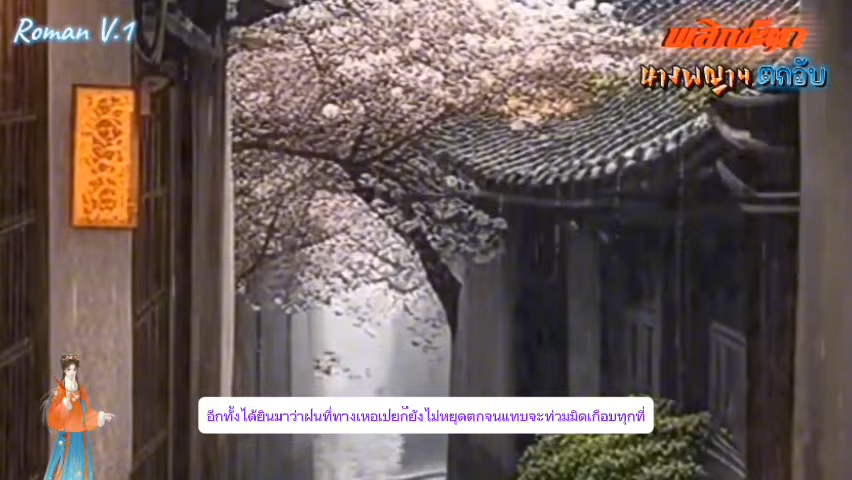 Roman V.1
พลิกชะตา
นางพญาฯ ตกอับ
อีกทั้งได้ยินมาว่าฝนที่ทางเหอเปยก็ยังไม่หยุดตกจนแทบจะท่วมมิดเกือบทุกที่